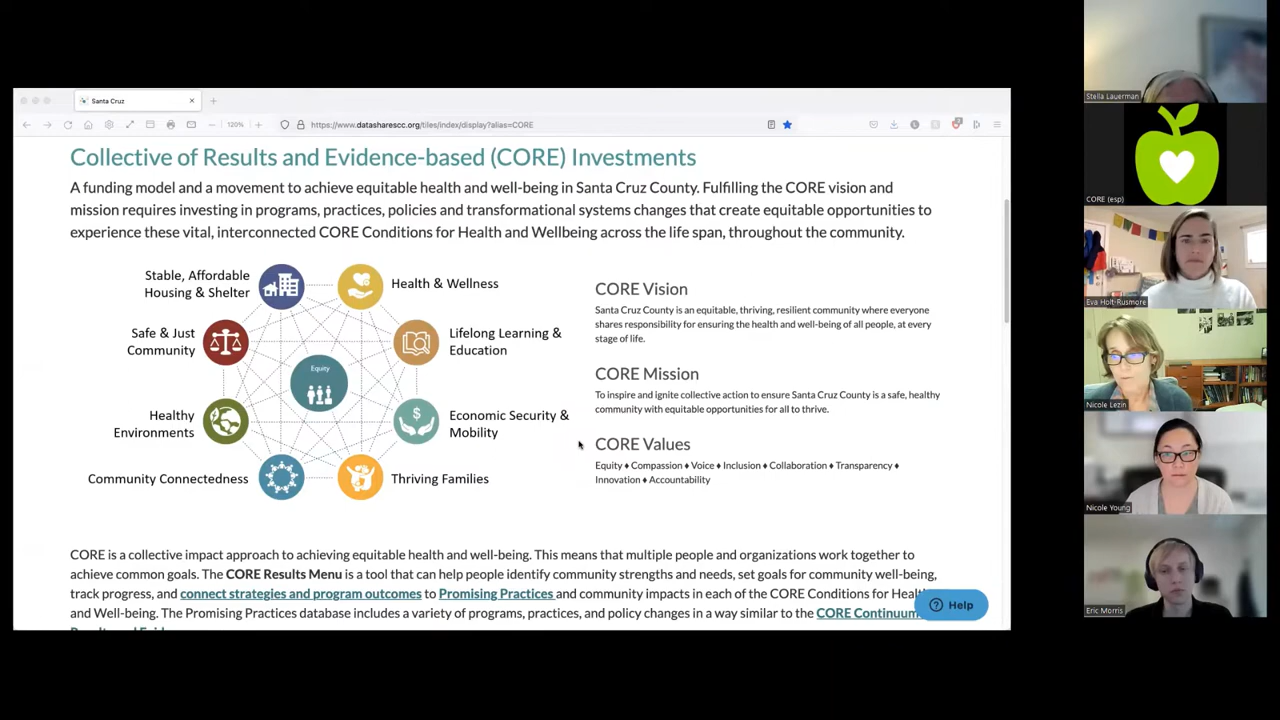 Santa Cruz
120%
https://www.datasharescc.org/tiles/index/display?alias=CORE
Collective of Results and Evidence-based (CORE) Investments
A funding model and a movement to achieve equitable health and well-being in Santa Cruz County. Fulfilling the CORE vision and
mission requires investing in programs, practices, policies and transformational systems changes that create equitable opportunities to
experience these vital, interconnected CORE Conditions for Health and Wellbeing across the life span, throughout the community.
Stable, Affordable
Housing & Shelter
Health & Wellness
Safe & Just
Community
Lifelong Learning &
Education
Equity
Healthy
Environments
Economic Security &
Mobility
Community Connectedness
Thriving Families
CORE Vision
Santa Cruz County is an equitable, thriving, resilient community where everyone
shares responsibility for ensuring the health and well-being of all people, at every
stage of life.
CORE Mission
To inspire and ignite collective action to ensure Santa Cruz County is a safe, healthy
community with equitable opportunities for all to thrive.
CORE Values
Equity ♦ Compassion ♦ Voice ♦ Inclusion ♦ Collaboration ♦ Transparency ♦
Innovation ♦ Accountability
CORE is a collective impact approach to achieving equitable health and well-being. This means that multiple people and organizations work together to
achieve common goals. The CORE Results Menu is a tool that can help people identify community strengths and needs, set goals for community well-being,
track progress, and connect strategies and program outcomes to Promising Practices and community impacts in each of the CORE Conditions for Heal
and Well-being. The Promising Practices database includes a variety of programs, practices, and policy changes in a way similar to the CORE Continuum
Help
Stella Lauerman
CORE (esp)
Eva Holt-Rusmore
Nicole Lezin
Nicole Young
Eric Morris